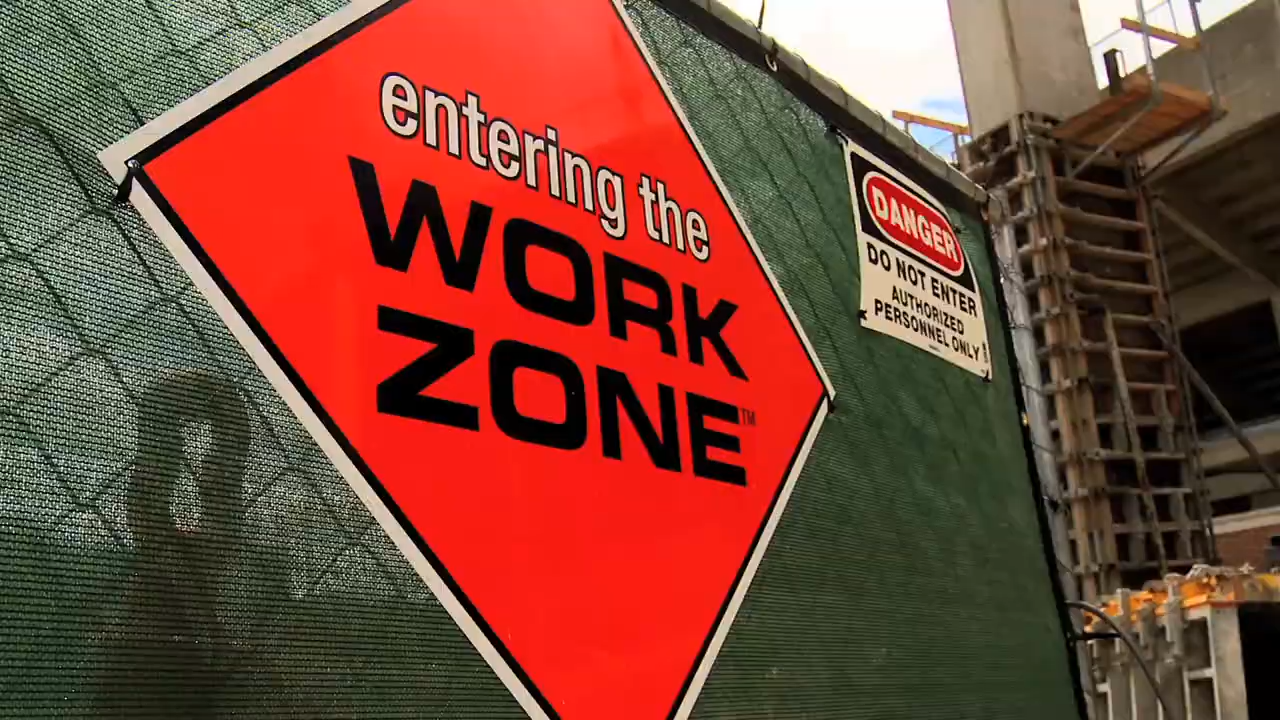 entering the
WORK
ZONE™
DANGER
DO NOT ENTER
AUTHORIZED
PERSONNEL ONLY